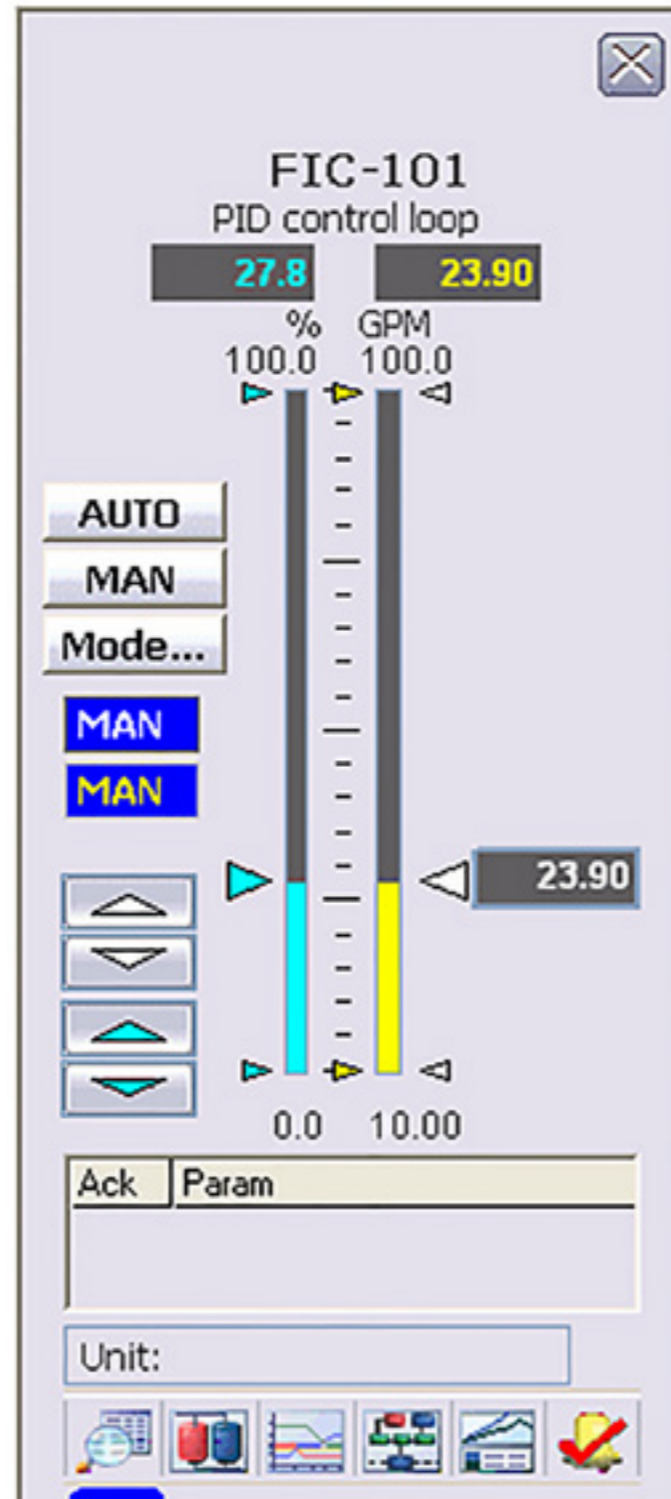 FIC-101
PID control loop
27.8 23.90
% GPM
100.0 100.0
AUTO
MAN
Mode...
MAN
MAN
23.90
0.0 10.00
Ack Param
Unit: